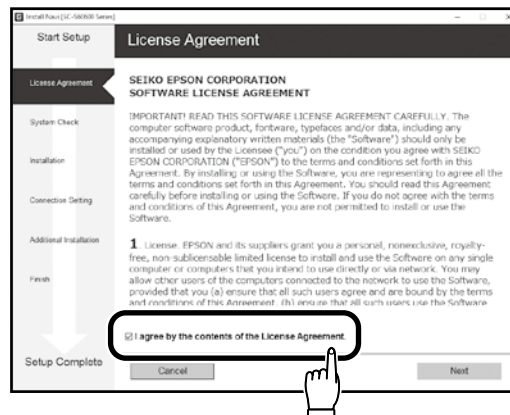 Install Navi [SC-S80600 Series]
Start Setup
License Agreement
License Agreement
System Check
Installation
Connection Setting
Additional Installation
Finish
Setup Complete
SEIKO EPSON CORPORATION
SOFTWARE LICENSE AGREEMENT
IMPORTANT! READ THIS SOFTWARE LICENSE AGREEMENT CAREFULLY. The
computer software product, fontware, typefaces and/or data, including any
accompanying explanatory written materials (the "Software") should only be
installed or used by the Licensee ("you") on the condition you agree with SEIKO
EPSON CORPORATION ("EPSON") to the terms and conditions set forth in this
Agreement. By installing or using the Software, you are representing to agree all the
terms and conditions set forth in this Agreement. You should read this Agreement
carefully before installing or using the Software. If you do not agree with the terms
and conditions of this Agreement, you are not permitted to install or use the
Software.
1. License. EPSON and its suppliers grant you a personal, nonexclusive, royalty-
free, non-sublicensable limited license to install and use the Software on any single
computer or computers that you intend to use directly or via network. You may
allow other users of the computers connected to the network to use the Software,
provided that you (a) ensure that all such users agree and are bound by the terms
and conditions of this Agreement, (b) ensure that all such users use the Software
I agree by the contents of the License Agreement.
Cancel
Next